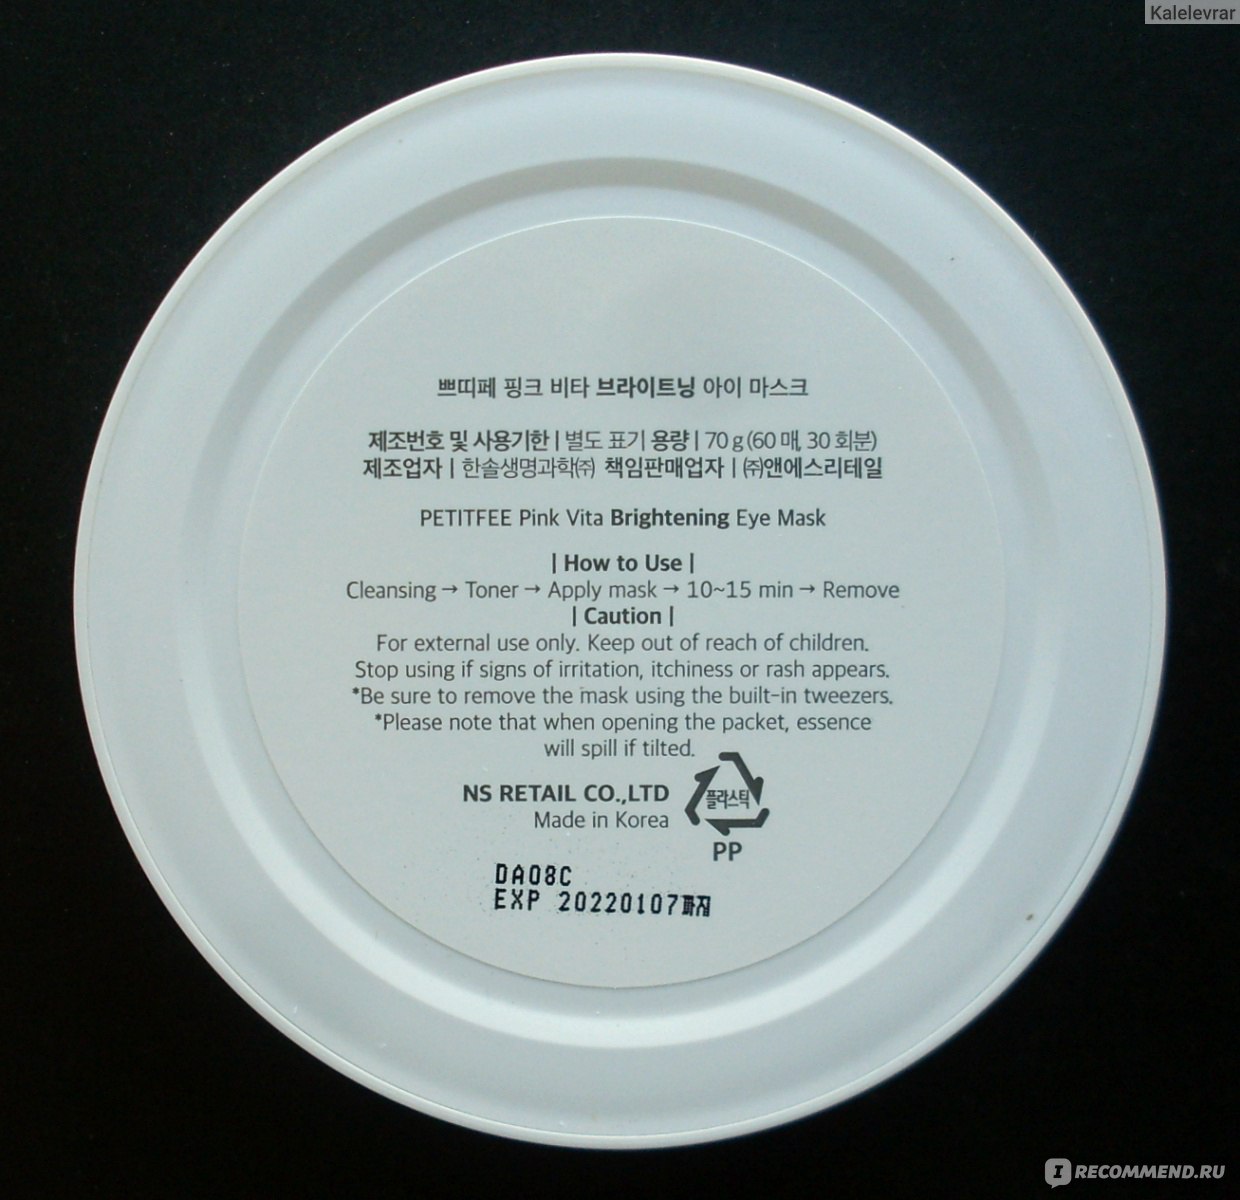 Kalelevrar
쁘띠페 핑크 비타 브라이트닝 아이 마스크
제조번호 및 사용기한 | 별도 표기 용량 | 70 g (60 매, 30 회분)
제조업자 | 한솔생명과학㈜ 책임판매업자 | ㈜앤에스리테일
PETITFEE Pink Vita Brightening Eye Mask
| How to Use |
Cleansing → Toner → Apply mask → 10~15 min → Remove
| Caution |
For external use only. Keep out of reach of children.
Stop using if signs of irritation, itchiness or rash appears.
*Be sure to remove the mask using the built-in tweezers.
*Please note that when opening the packet, essence
will spill if tilted.
NS RETAIL CO.,LTD
Made in Korea
플라스틱
PP
DA08C
EXP 20220107까지
IRECOMMEND.RU